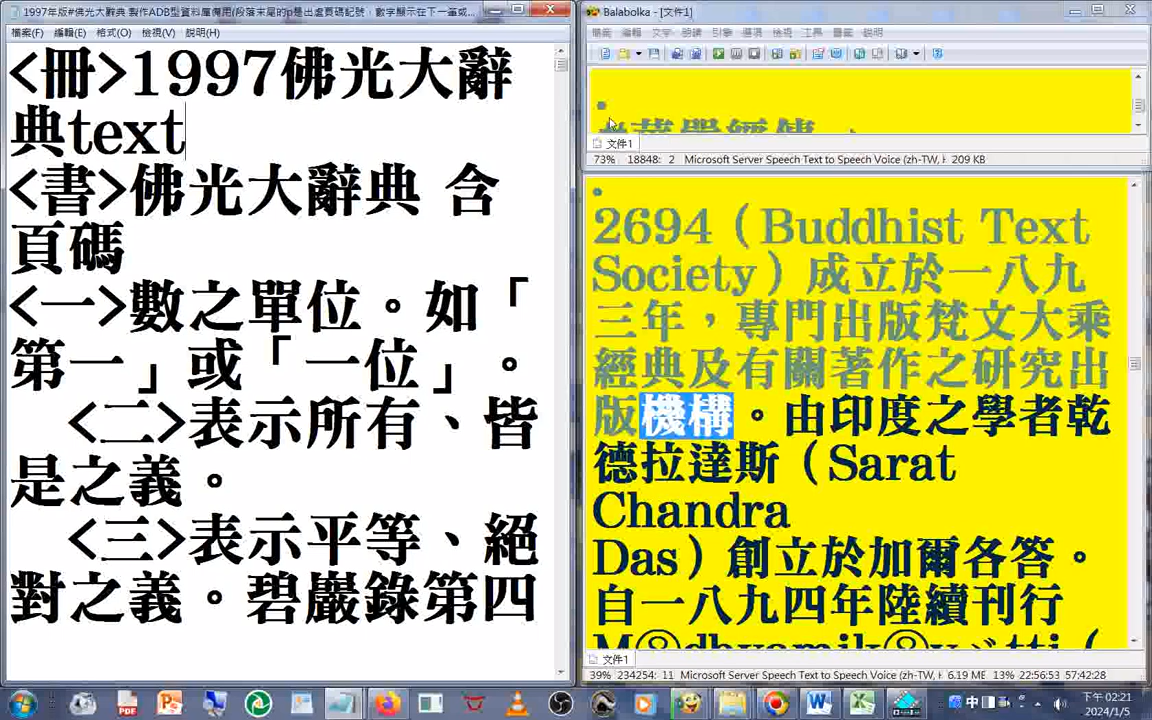 1997年版#佛光大辭典 製作ADB型資料庫備用(段落末尾的p是出處頁碼記號﹐數字顯示在下一筆或...
檔案(F) 編輯(E) 格式(O) 檢視(V) 說明(H)
<冊>1997佛光大辭
典text
<書>佛光大辭典 含
頁碼
<一>數之單位。如「
第一」或「一位」。
<二>表示所有、皆
是之義。
<三>表示平等、絕
對之義。碧巖錄第四
Balabolka - [文件1]
檔案 編輯 文字 朗讀 引擎 選項 檢視 工具 書籤 說明
文件1
73% 18848: 2 Microsoft Server Speech Text to Speech Voice (zh-TW, H 209 KB
2694（Buddhist Text
Society）成立於一八九
三年，專門出版梵文大乘
經典及有關著作之研究出
版機構。由印度之學者乾
德拉達斯（Sarat
Chandra
Das）創立於加爾各答。
自一八九四年陸續刊行
文件1
39% 234254: 11 Microsoft Server Speech Text to Speech Voice (zh-TW, H 6.19 MB 13% 22:56:53 / 57:42:28
PDF
中
下午 02:21
2024/1/5